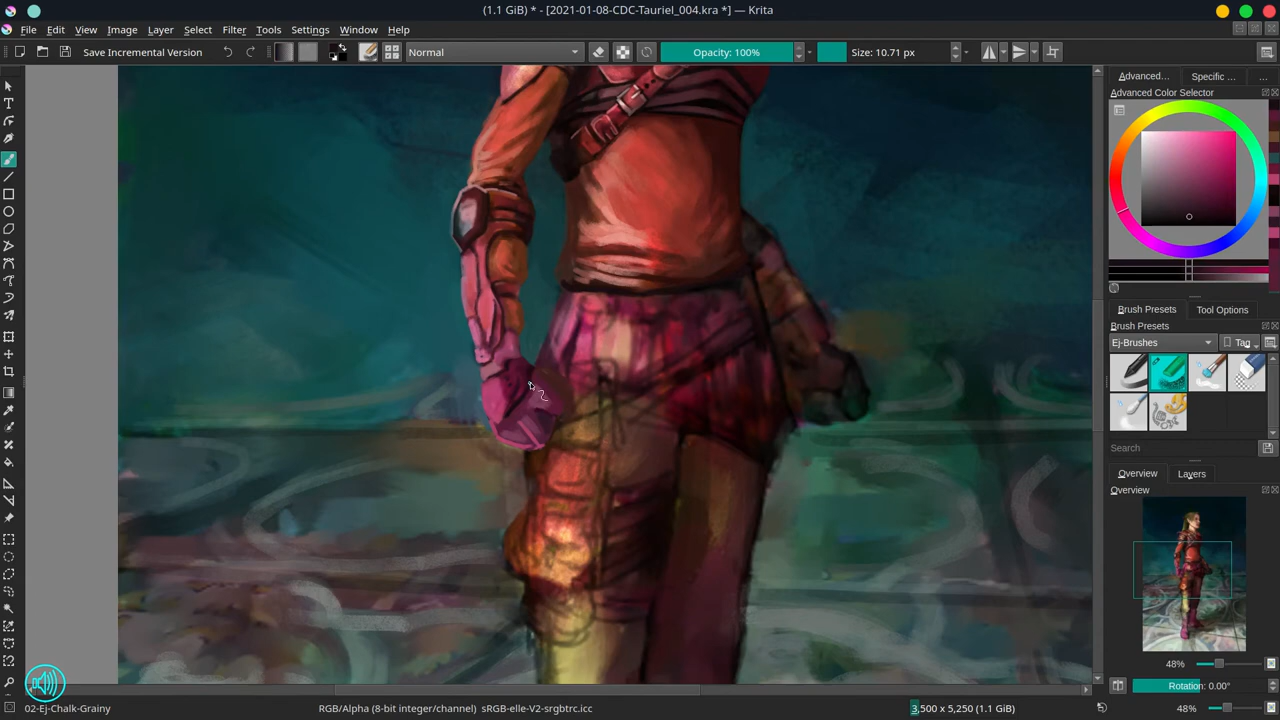 (1.1 GiB) * - [2021-01-08-CDC-Tauriel_004.kra *] — Krita
File Edit View Image Layer Select Filter Tools Settings Window Help
Save Incremental Version
Normal
Opacity: 100%
Size: 10.71 px
Advanced...
Specific ...
...
Advanced Color Selector
Brush Presets
Tool Options
Brush Presets
Ej-Brushes
Tag
Search
Overview
Layers
Overview
48%
Rotation: 0.00°
02-Ej-Chalk-Grainy
RGB/Alpha (8-bit integer/channel) sRGB-elle-V2-srgbtrc.icc
3,500 x 5,250 (1.1 GiB)
48%